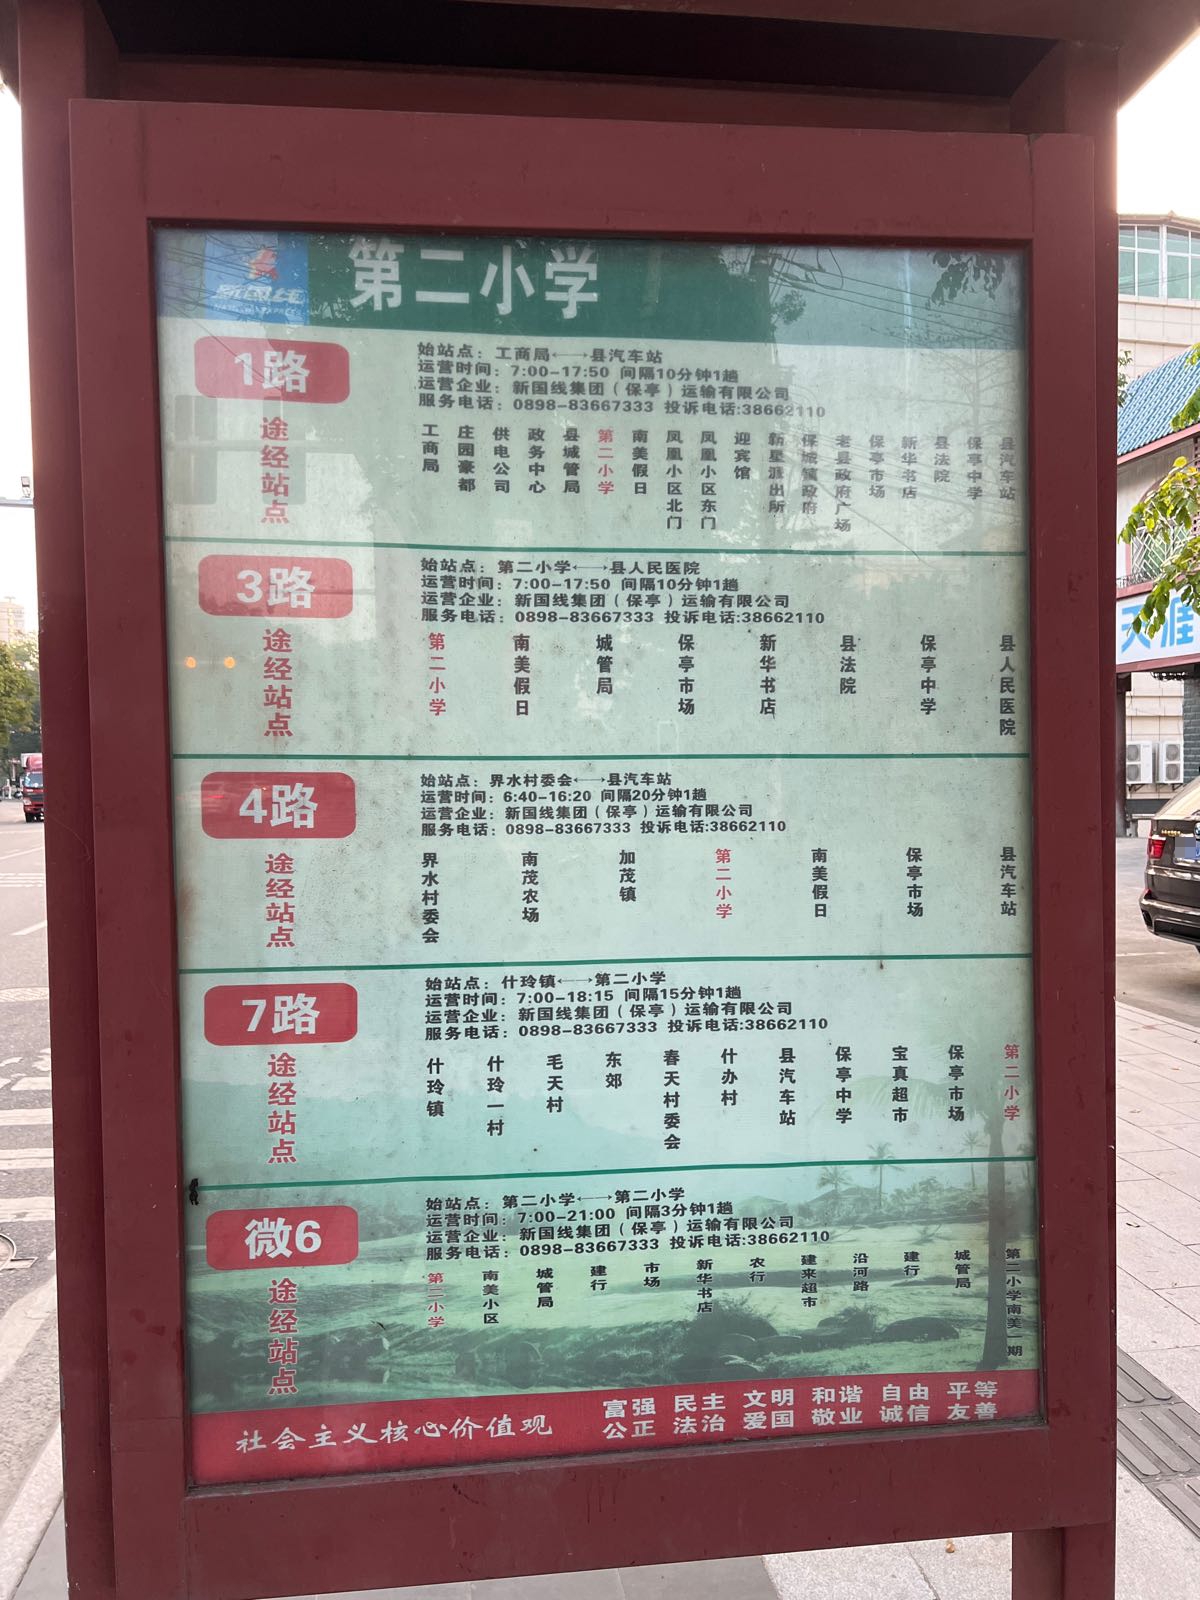 新国线
NATIONAL EXPRESS
第二小学
1路
途经站点
始站点：工商局←→县汽车站
运营时间：7:00-17:50 间隔10分钟1趟
运营企业：新国线集团（保亭）运输有限公司
服务电话：0898-83667333 投诉电话:38662110
工商局
庄园豪都
供电公司
政务中心
县城管局
第二小学
南美假日
凤凰小区北门
凤凰小区东门
迎宾馆
新星派出所
保城镇政府
老县政府广场
保亭市场
新华书店
县法院
保亭中学
县汽车站
3路
途经站点
始站点：第二小学←→县人民医院
运营时间：7:00-17:50 间隔10分钟1趟
运营企业：新国线集团（保亭）运输有限公司
服务电话：0898-83667333 投诉电话:38662110
第二小学
南美假日
城管局
保亭市场
新华书店
县法院
保亭中学
县人民医院
4路
途经站点
始站点：界水村委会←→县汽车站
运营时间：6:40-16:20 间隔20分钟1趟
运营企业：新国线集团（保亭）运输有限公司
服务电话：0898-83667333 投诉电话:38662110
界水村委会
南茂农场
加茂镇
第二小学
南美假日
保亭市场
县汽车站
7路
途经站点
始站点：什玲镇←→第二小学
运营时间：7:00-18:15 间隔15分钟1趟
运营企业：新国线集团（保亭）运输有限公司
服务电话：0898-83667333 投诉电话:38662110
什玲镇
什玲一村
毛天村
东郊
春天村委会
什办村
县汽车站
保亭中学
宝真超市
保亭市场
第二小学
微6
途经站点
始站点：第二小学←→第二小学
运营时间：7:00-21:00 间隔3分钟1趟
运营企业：新国线集团（保亭）运输有限公司
服务电话：0898-83667333 投诉电话:38662110
第二小学
南美小区
城管局
建行
市场
新华书店
农行
建来超市
沿河路
建行
城管局
第二小学南美一期
社会主义核心价值观
富强 民主 文明 和谐 自由 平等
公正 法治 爱国 敬业 诚信 友善
天涯